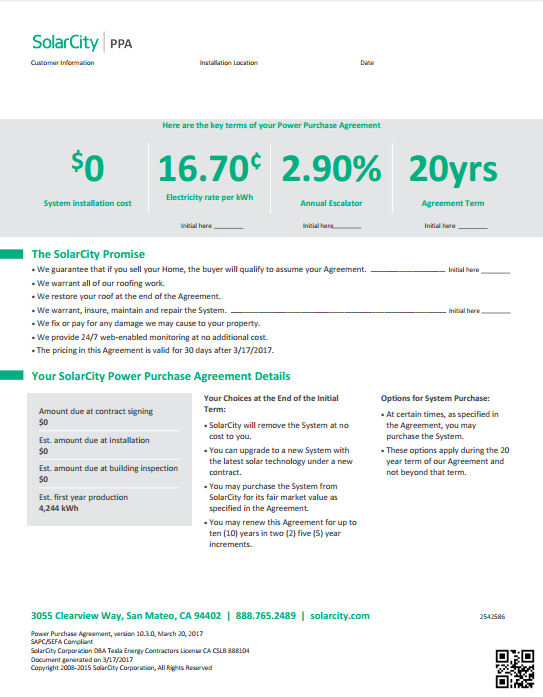 SolarCity | PPA
Customer Information Installation Location Date
Here are the key terms of your Power Purchase Agreement
$0 16.70¢ 2.90% 20yrs
System installation cost Electricity rate per kWh Annual Escalator Agreement Term
Initial here ________ Initial here________ Initial here ________
The SolarCity Promise
• We guarantee that if you sell your Home, the buyer will qualify to assume your Agreement. ____________________ Initial here ________
• We warrant all of our roofing work.
• We restore your roof at the end of the Agreement.
• We warrant, insure, maintain and repair the System. ____________________ Initial here ________
• We fix or pay for any damage we may cause to your property.
• We provide 24/7 web-enabled monitoring at no additional cost.
• The pricing in this Agreement is valid for 30 days after 3/17/2017.
Your SolarCity Power Purchase Agreement Details
Amount due at contract signing
$0
Est. amount due at installation
$0
Est. amount due at building inspection
$0
Est. first year production
4,244 kWh
Your Choices at the End of the Initial
Term:
• SolarCity will remove the System at no
cost to you.
• You can upgrade to a new System with
the latest solar technology under a new
contract.
• You may purchase the System from
SolarCity for its fair market value as
specified in the Agreement.
• You may renew this Agreement for up to
ten (10) years in two (2) five (5) year
increments.
Options for System Purchase:
• At certain times, as specified in
the Agreement, you may
purchase the System.
• These options apply during the 20
year term of our Agreement and
not beyond that term.
3055 Clearview Way, San Mateo, CA 94402 | 888.765.2489 | solarcity.com 2542586
Power Purchase Agreement, version 10.3.0, March 20, 2017
SAPC/SEFA Compliant
SolarCity Corporation DBA Tesla Energy Contractors License CA CSLB 888104
Document generated on 3/17/2017
Copyright 2008-2015 SolarCity Corporation, All Rights Reserved